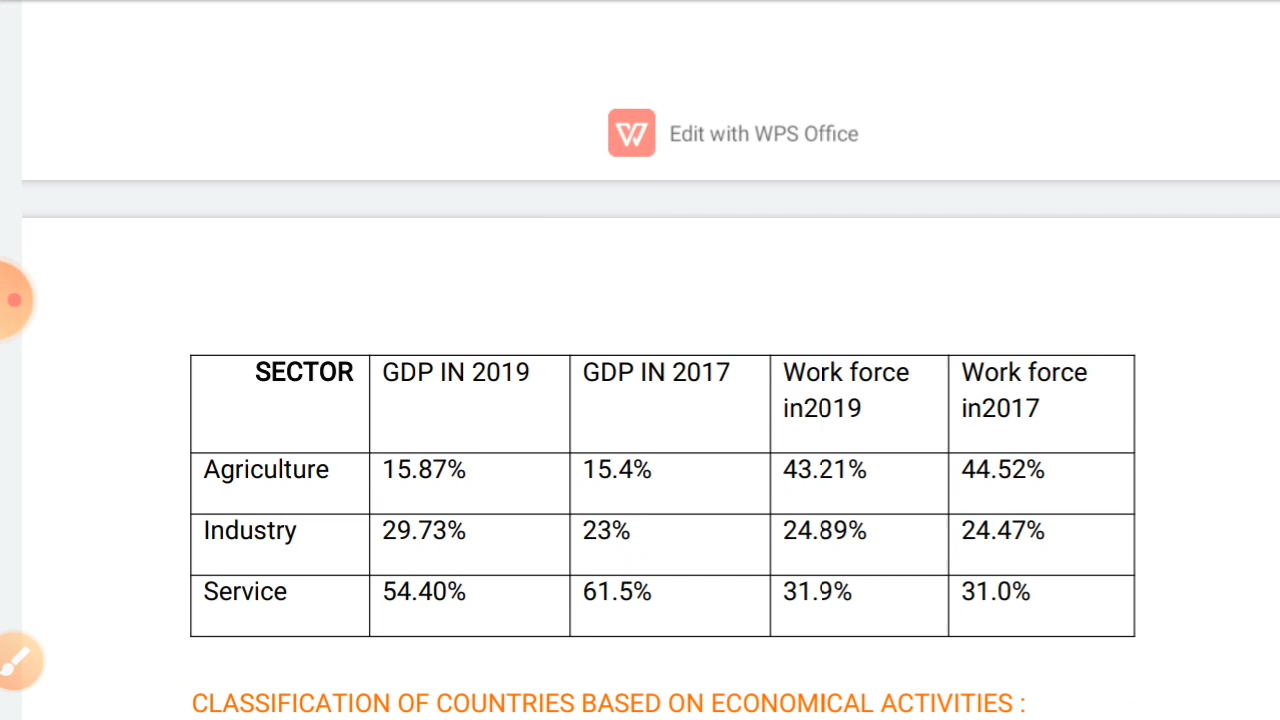 Edit with WPS Office
SECTOR GDP IN 2019 GDP IN 2017 Work force in2019 Work force in2017
Agriculture 15.87% 15.4% 43.21% 44.52%
Industry 29.73% 23% 24.89% 24.47%
Service 54.40% 61.5% 31.9% 31.0%
CLASSIFICATION OF COUNTRIES BASED ON ECONOMICAL ACTIVITIES :